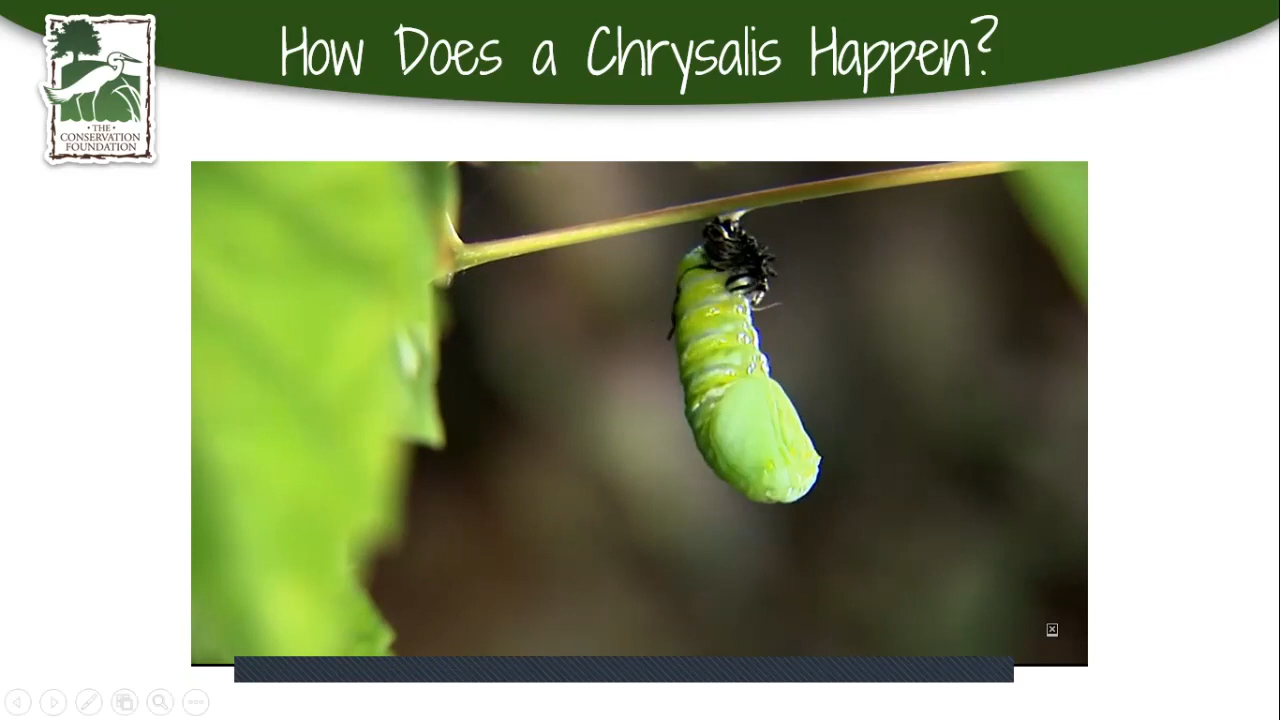 How Does a Chrysalis Happen?
• THE •
CONSERVATION
FOUNDATION